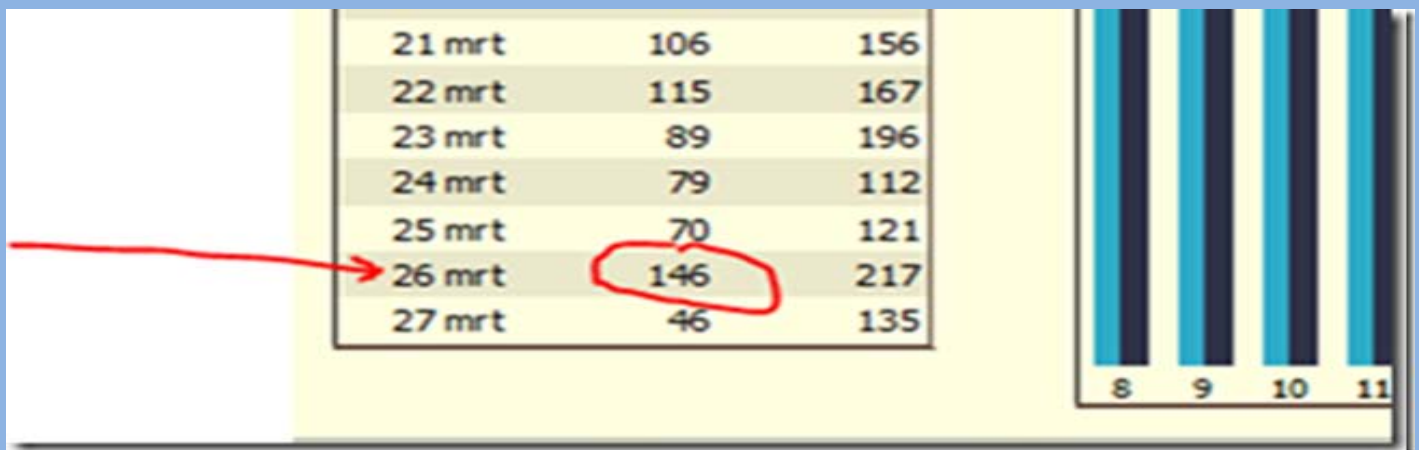 21 mrt 106 156
22 mrt 115 167
23 mrt 89 196
24 mrt 79 112
25 mrt 70 121
26 mrt 146 217
27 mrt 46 135
8 9 10 11